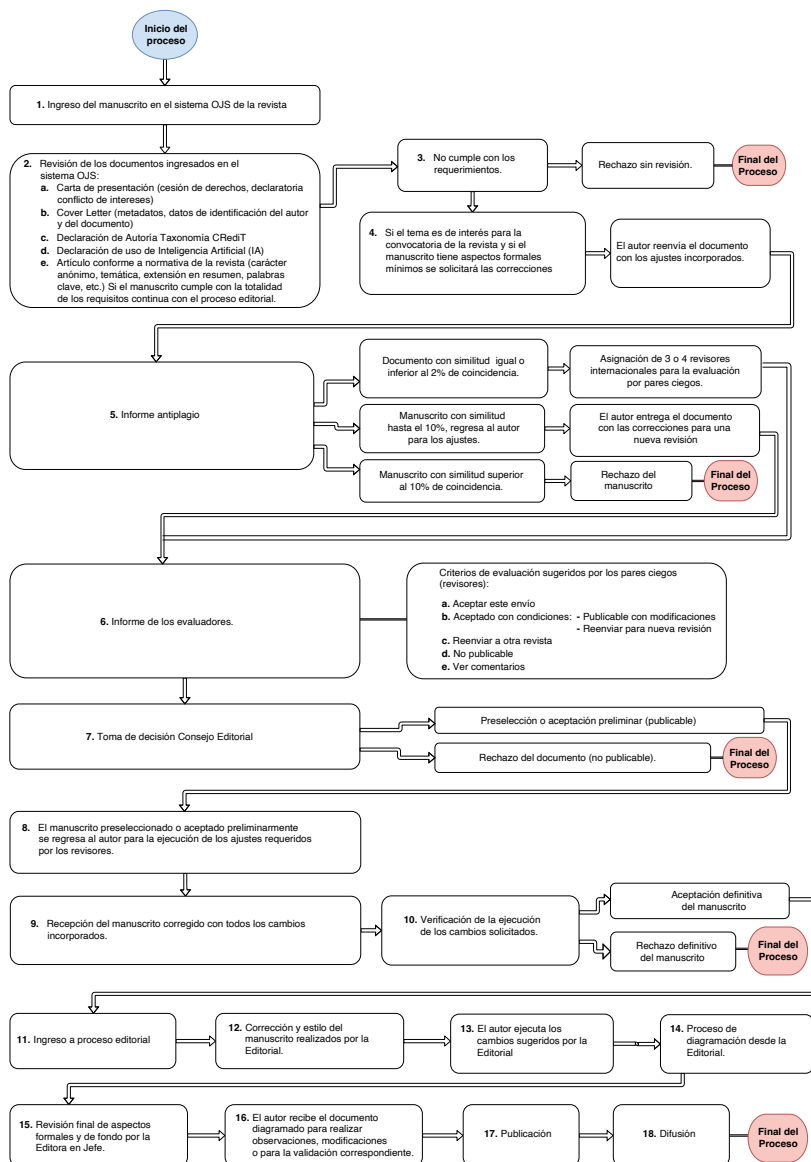 Inicio del
proceso
1. Ingreso del manuscrito en el sistema OJS de la revista
2. Revisión de los documentos ingresados en el
sistema OJS:
a. Carta de presentación (cesión de derechos, declaratoria
conflicto de intereses)
b. Cover Letter (metadatos, datos de identificación del autor
y del documento)
c. Declaración de Autoría Taxonomía CRediT
d. Declaración de uso de Inteligencia Artificial (IA)
e. Artículo conforme a normativa de la revista (carácter
anónimo, temática, extensión en resumen, palabras
clave, etc.) Si el manuscrito cumple con la totalidad
de los requisitos continua con el proceso editorial.
3. No cumple con los
requerimientos.
Rechazo sin revisión.
Final del
Proceso
4. Si el tema es de interés para la
convocatoria de la revista y si el
manuscrito tiene aspectos formales
mínimos se solicitará las correcciones
El autor reenvía el documento
con los ajustes incorporados.
5. Informe antiplagio
Documento con similitud igual o
inferior al 2% de coincidencia.
Asignación de 3 o 4 revisores
internacionales para la evaluación
por pares ciegos.
Manuscrito con similitud
hasta el 10%, regresa al autor
para los ajustes.
El autor entrega el documento
con las correcciones para una
nueva revisión
Manuscrito con similitud superior
al 10% de coincidencia.
Rechazo del
manuscrito
Final del
Proceso
6. Informe de los evaluadores.
Criterios de evaluación sugeridos por los pares ciegos
(revisores):
a. Aceptar este envío
b. Aceptado con condiciones: - Publicable con modificaciones
- Reenviar para nueva revisión
c. Reenviar a otra revista
d. No publicable
e. Ver comentarios
7. Toma de decisión Consejo Editorial
Preselección o aceptación preliminar (publicable)
Rechazo del documento (no publicable).
Final del
Proceso
8. El manuscrito preseleccionado o aceptado preliminarmente
se regresa al autor para la ejecución de los ajustes requeridos
por los revisores.
9. Recepción del manuscrito corregido con todos los cambios
incorporados.
10. Verificación de la ejecución
de los cambios solicitados.
Aceptación definitiva
del manuscrito
Rechazo definitivo
del manuscrito
Final del
Proceso
11. Ingreso a proceso editorial
12. Corrección y estilo del
manuscrito realizados por la
Editorial.
13. El autor ejecuta los
cambios sugeridos por la
Editorial
14. Proceso de
diagramación desde la
Editorial.
15. Revisión final de aspectos
formales y de fondo por la
Editora en Jefe.
16. El autor recibe el documento
diagramado para realizar
observaciones, modificaciones
o para la validación correspondiente.
17. Publicación
18. Difusión
Final del
Proceso